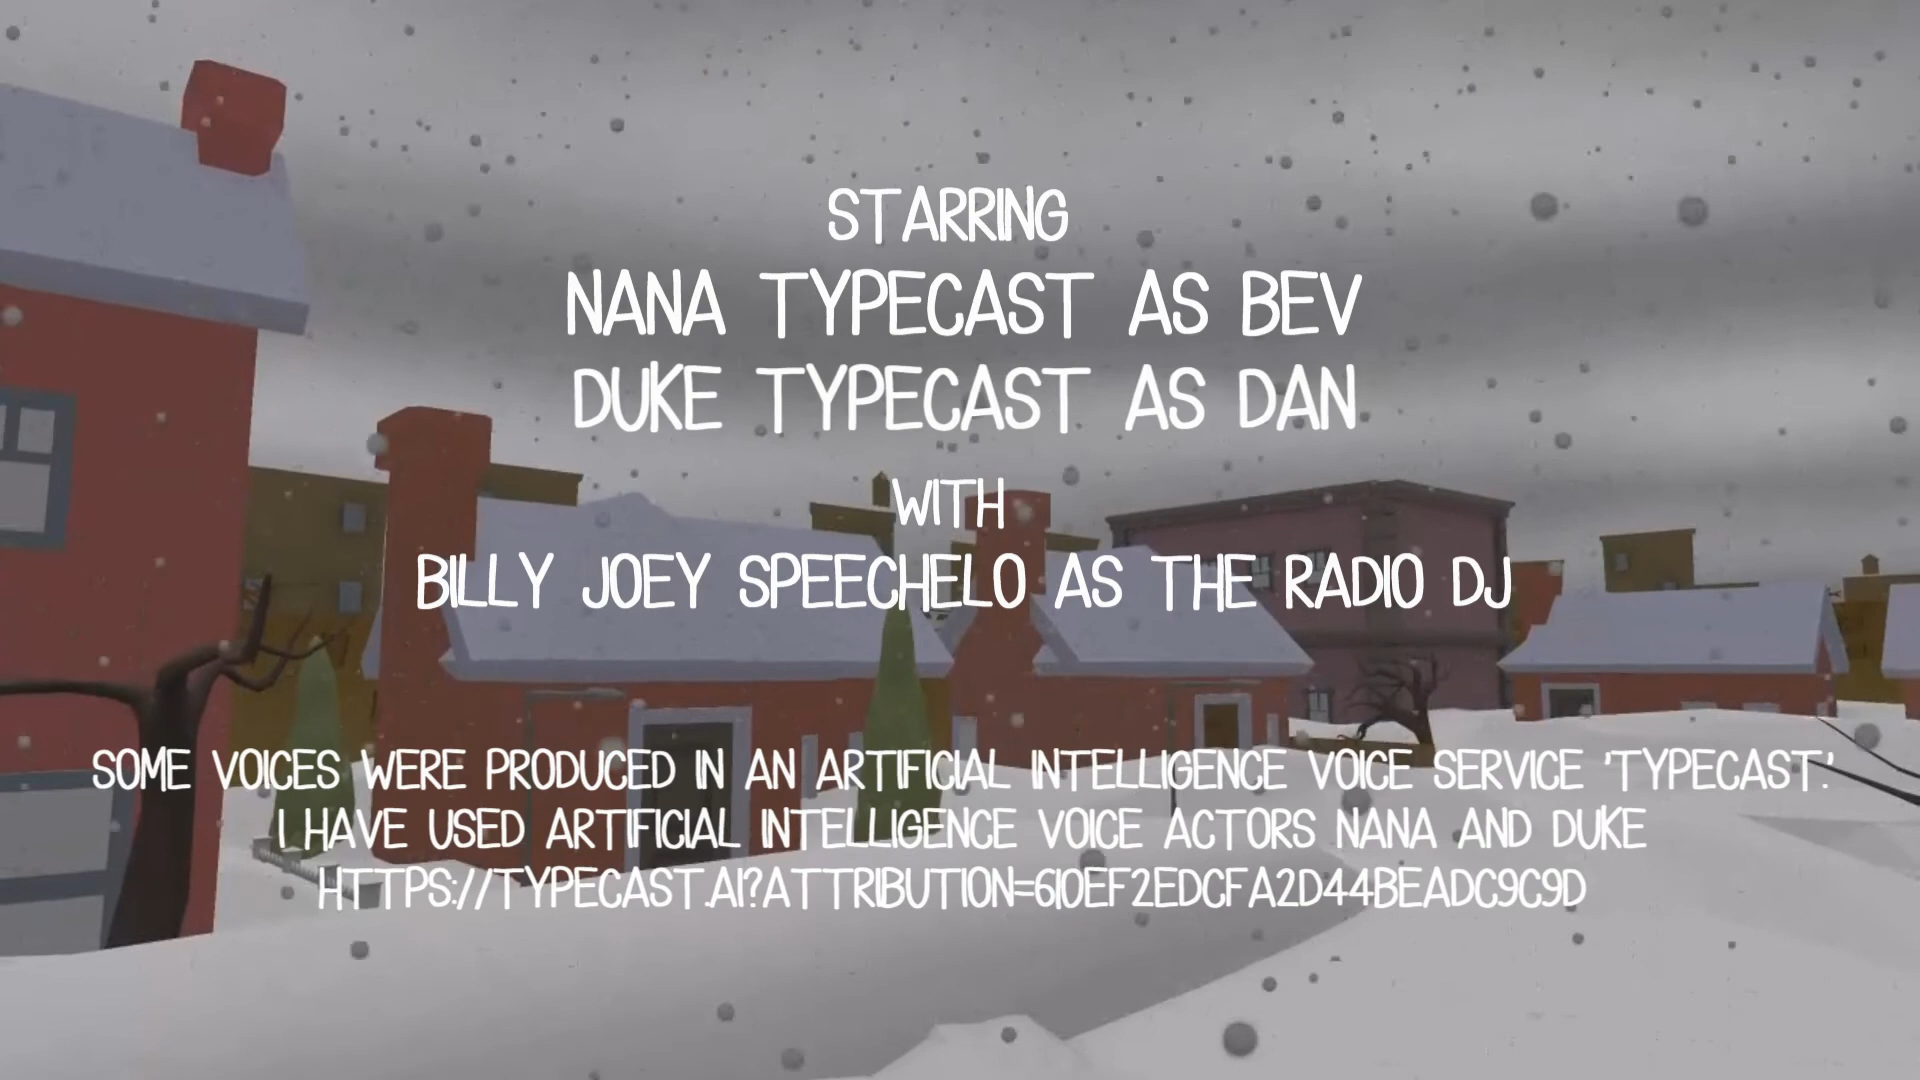 STARRING
NANA TYPECAST AS BEV
DUKE TYPECAST AS DAN
WITH
BILLY JOEY SPEECHELO AS THE RADIO DJ
SOME VOICES WERE PRODUCED IN AN ARTIFICIAL INTELLIGENCE VOICE SERVICE 'TYPECAST.'
I HAVE USED ARTIFICIAL INTELLIGENCE VOICE ACTORS NANA AND DUKE
HTTPS://TYPECAST.AI?ATTRIBUTION=610EF2EDCFA2D44BEADC9C9D